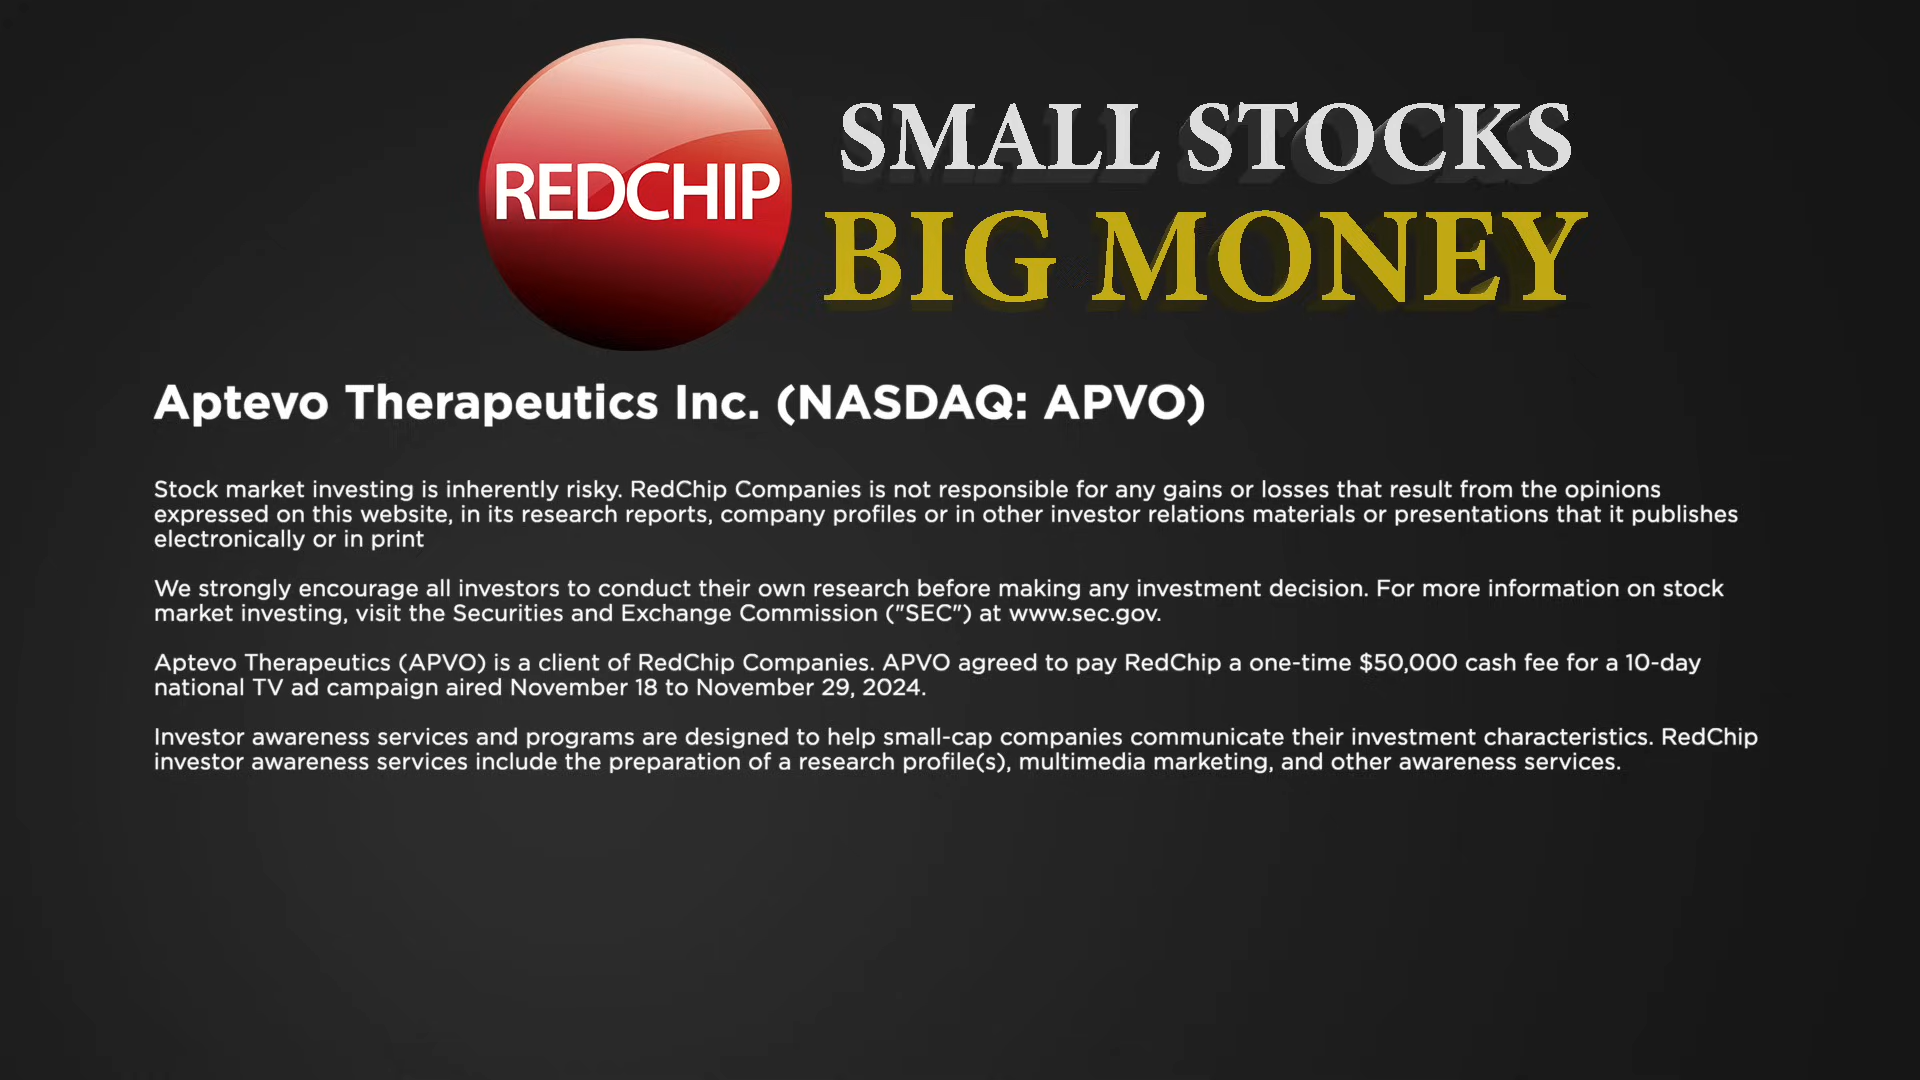 REDCHIP
SMALL STOCKS
BIG MONEY
Aptevo Therapeutics Inc. (NASDAQ: APVO)
Stock market investing is inherently risky. RedChip Companies is not responsible for any gains or losses that result from the opinions
expressed on this website, in its research reports, company profiles or in other investor relations materials or presentations that it publishes
electronically or in print
We strongly encourage all investors to conduct their own research before making any investment decision. For more information on stock
market investing, visit the Securities and Exchange Commission ("SEC") at www.sec.gov.
Aptevo Therapeutics (APVO) is a client of RedChip Companies. APVO agreed to pay RedChip a one-time $50,000 cash fee for a 10-day
national TV ad campaign aired November 18 to November 29, 2024.
Investor awareness services and programs are designed to help small-cap companies communicate their investment characteristics. RedChip
investor awareness services include the preparation of a research profile(s), multimedia marketing, and other awareness services.